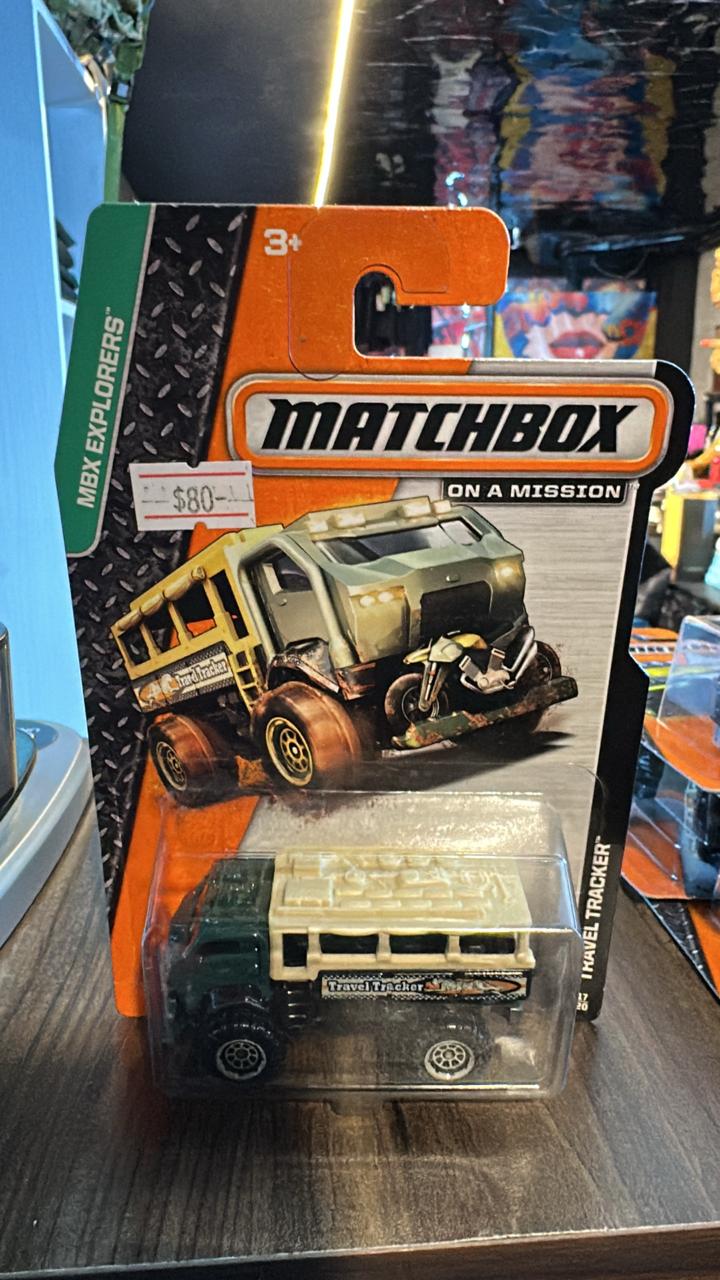 3+
MBX EXPLORERS™
MATCHBOX
ON A MISSION
$80-
Travel Tracker
TRAVEL TRACKER™
Travel Tracker